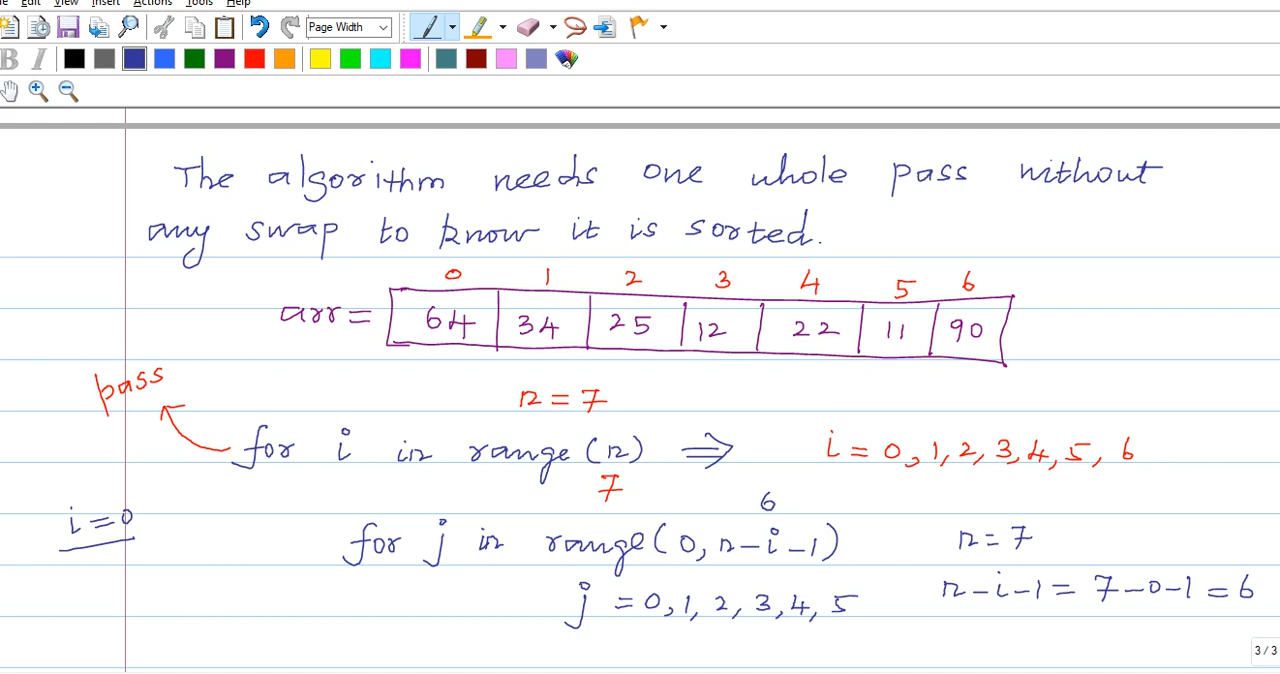 Edit View Insert Actions Tools Help
Page Width
B I
The algorithm needs one whole pass without
any swap to know it is sorted.
0 1 2 3 4 5 6
arr = 64 34 25 12 22 11 90
pass
n = 7
for i in range (n) ⇒ i = 0, 1, 2, 3, 4, 5, 6
7
i = 0
6
for j in range (0, n - i - 1) n = 7
j = 0, 1, 2, 3, 4, 5 n - i - 1 = 7 - 0 - 1 = 6
3 / 3